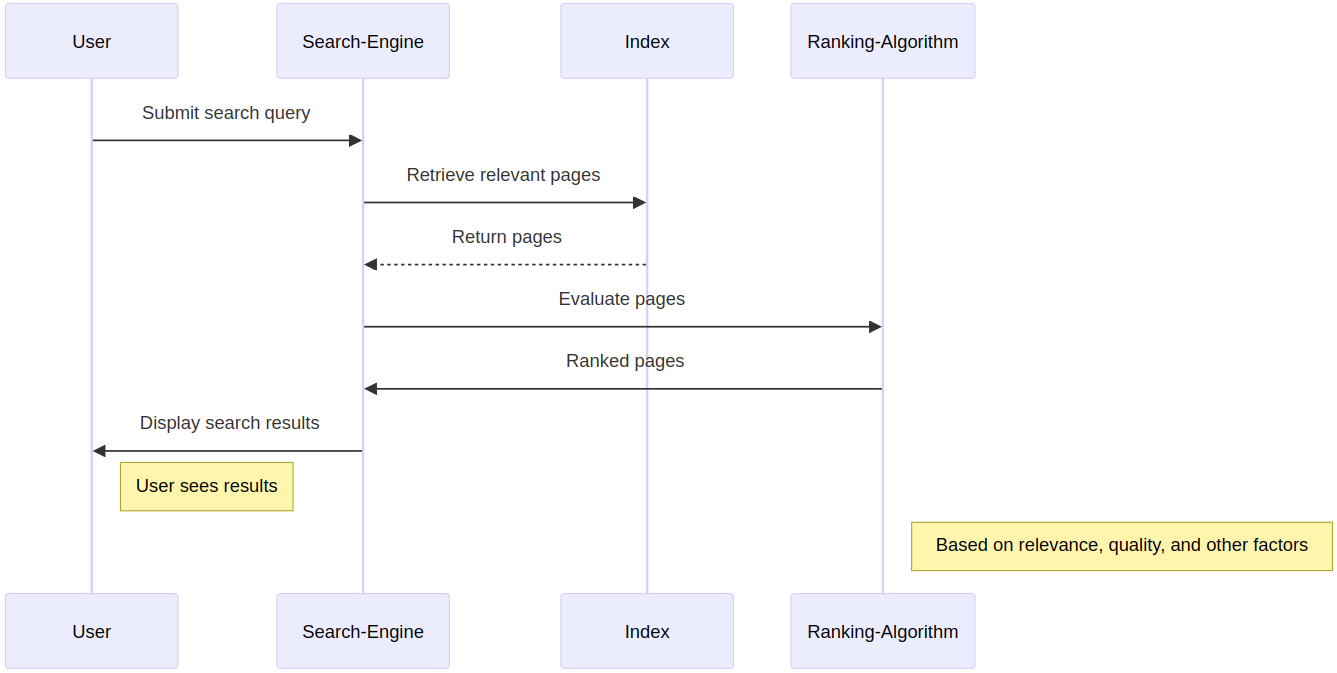 User
Search-Engine
Index
Ranking-Algorithm
Submit search query
Retrieve relevant pages
Return pages
Evaluate pages
Ranked pages
Display search results
User sees results
Based on relevance, quality, and other factors
User
Search-Engine
Index
Ranking-Algorithm